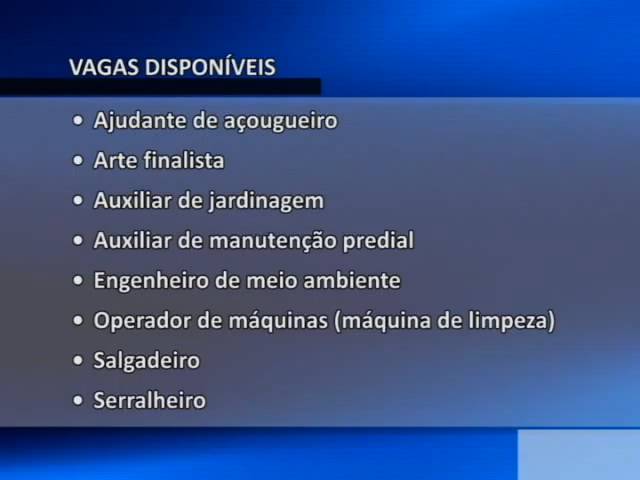 VAGAS DISPONÍVEIS
• Ajudante de açougueiro
• Arte finalista
• Auxiliar de jardinagem
• Auxiliar de manutenção predial
• Engenheiro de meio ambiente
• Operador de máquinas (máquina de limpeza)
• Salgadeiro
• Serralheiro